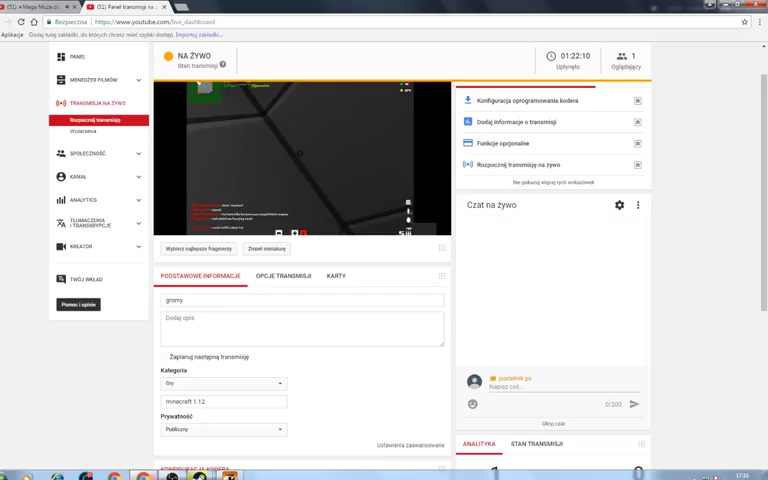 (51) ♦Mega Muza d
(51) Panel transmisji na
Bezpieczna
https://www.youtube.com/live_dashboard
Aplikacje
Dodaj tutaj zakładki, do których chcesz mieć szybki dostęp.
Importuj zakładki...
PANEL
MENEDŻER FILMÓW
TRANSMISJA NA ŻYWO
Rozpocznij transmisję
Wydarzenia
SPOŁECZNOŚĆ
KANAŁ
ANALYTICS
TŁUMACZENIA
I TRANSKRYPCJE
KREATOR
TWÓJ WKŁAD
Pomoc i opinie
NA ŻYWO
Stan transmisji
01:22:10
Upłynęło
1
Oglądający
Wybierz najlepsze fragmenty
Zmień miniaturę
PODSTAWOWE INFORMACJE
OPCJE TRANSMISJI
KARTY
gromy
Dodaj opis
Zaplanuj następną transmisję
Kategoria
Gry
minecraft 1.12
Prywatność
Publiczny
Ustawienia zaawansowane
KONFIGURACJA KODERA
Konfiguracja oprogramowania kodera
Dodaj informacje o transmisji
Funkcje opcjonalne
Rozpocznij transmisję na żywo
Nie pokazuj więcej tych wskazówek
Czat na żywo
pustelnik ps
Napisz coś...
0/200
Ukryj czat
ANALITYKA
STAN TRANSMISJI
17:16